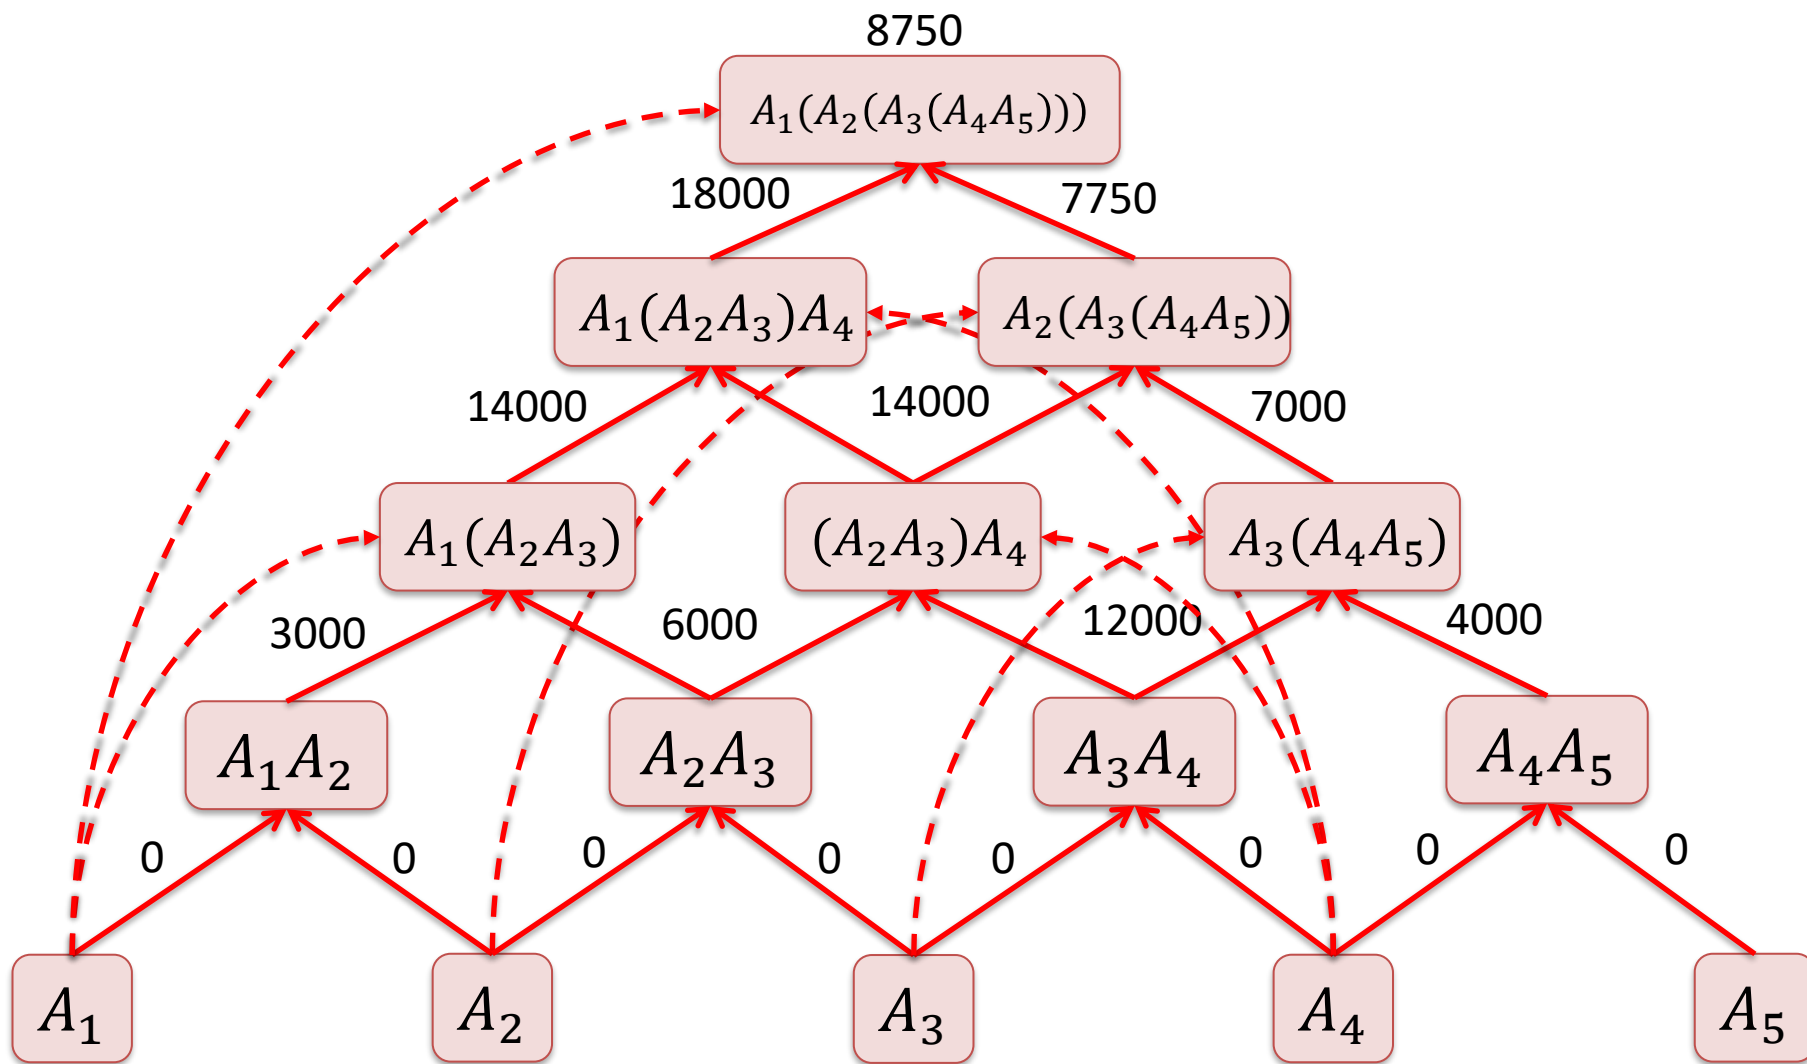 8750
A₁(A₂(A₃(A₄A₅)))
18000 7750
A₁(A₂A₃)A₄ A₂(A₃(A₄A₅))
14000 14000 7000
A₁(A₂A₃) (A₂A₃)A₄ A₃(A₄A₅)
3000 6000 12000 4000
A₁A₂ A₂A₃ A₃A₄ A₄A₅
0 0 0 0 0 0 0 0
A₁ A₂ A₃ A₄ A₅